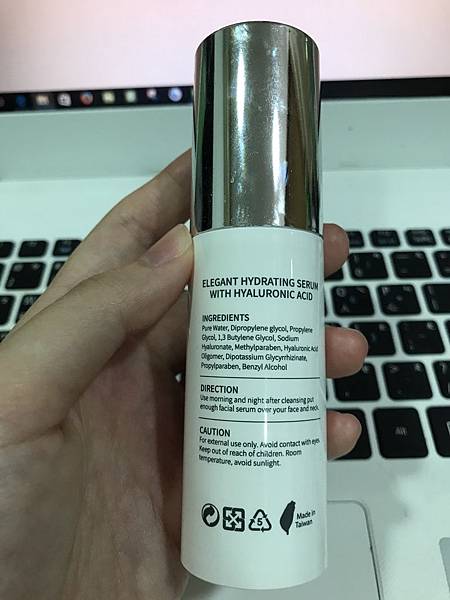 ELEGANT HYDRATING SERUM
WITH HYALURONIC ACID
INGREDIENTS
Pure Water, Dipropylene glycol, Propylene
Glycol, 1,3 Butylene Glycol, Sodium
Hyaluronate, Methylparaben, Hyaluronic Acid
Oligomer, Dipotassium Glycyrrhizinate,
Propylparaben, Benzyl Alcohol
DIRECTION
Use morning and night after cleansing put
enough facial serum over your face and neck.
CAUTION
For external use only. Avoid contact with eyes.
Keep out of reach of children. Room
temperature, avoid sunlight.
5
Made in
Taiwan